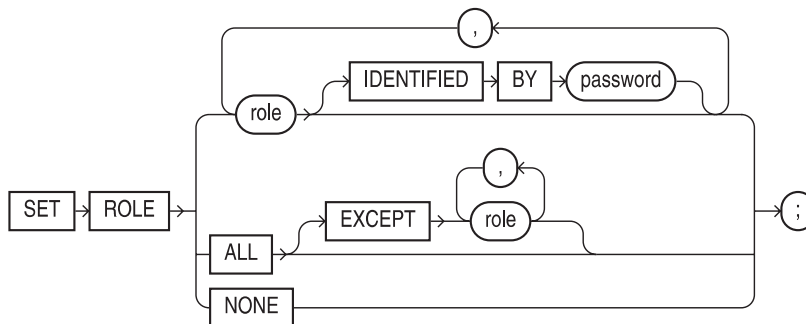 ,
IDENTIFIED BY password
role
,
SET ROLE EXCEPT role ;
ALL
NONE